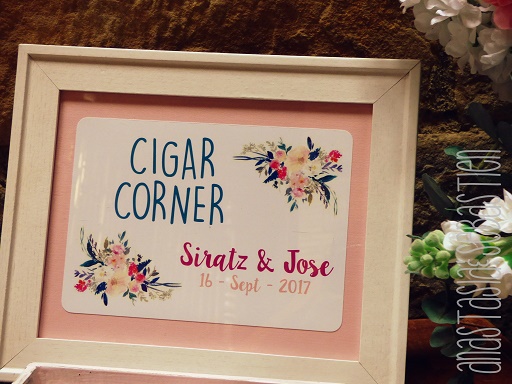 CIGAR
CORNER
Siratz & Jose
16 - Sept - 2017
anastasiasebastien